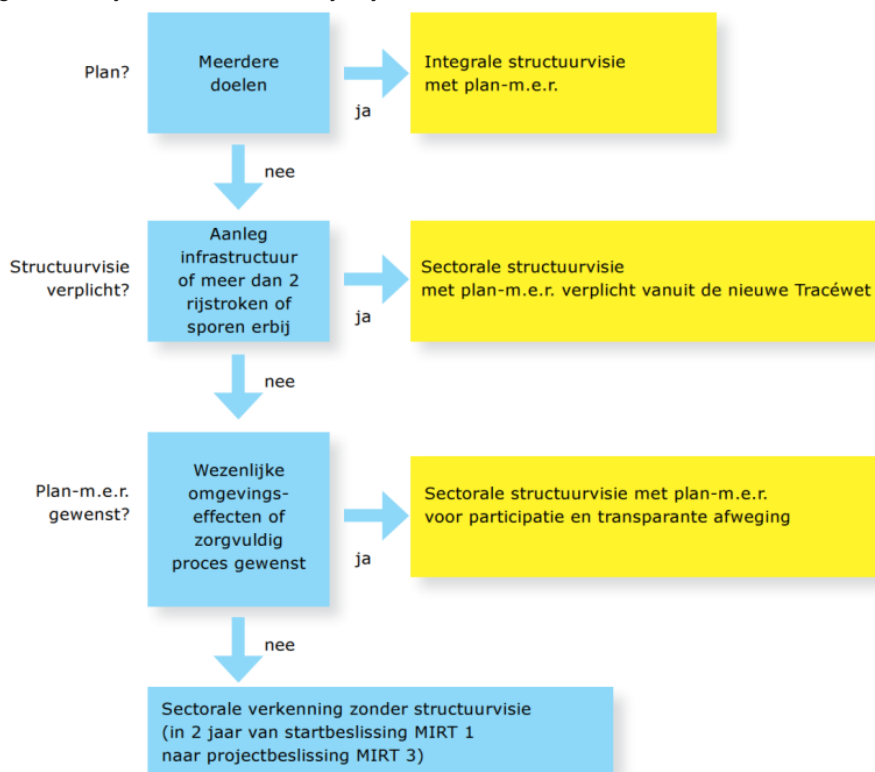 Plan?
Meerdere
doelen
ja
Integrale structuurvisie
met plan-m.e.r.
nee
Structuurvisie
verplicht?
Aanleg
infrastructuur
of meer dan 2
rijstroken of
sporen erbij
ja
Sectorale structuurvisie
met plan-m.e.r. verplicht vanuit de nieuwe Tracéwet
nee
Plan-m.e.r.
gewenst?
Wezenlijke
omgevings-
effecten of
zorgvuldig
proces gewenst
ja
Sectorale structuurvisie met plan-m.e.r.
voor participatie en transparante afweging
nee
Sectorale verkenning zonder structuurvisie
(in 2 jaar van startbeslissing MIRT 1
naar projectbeslissing MIRT 3)